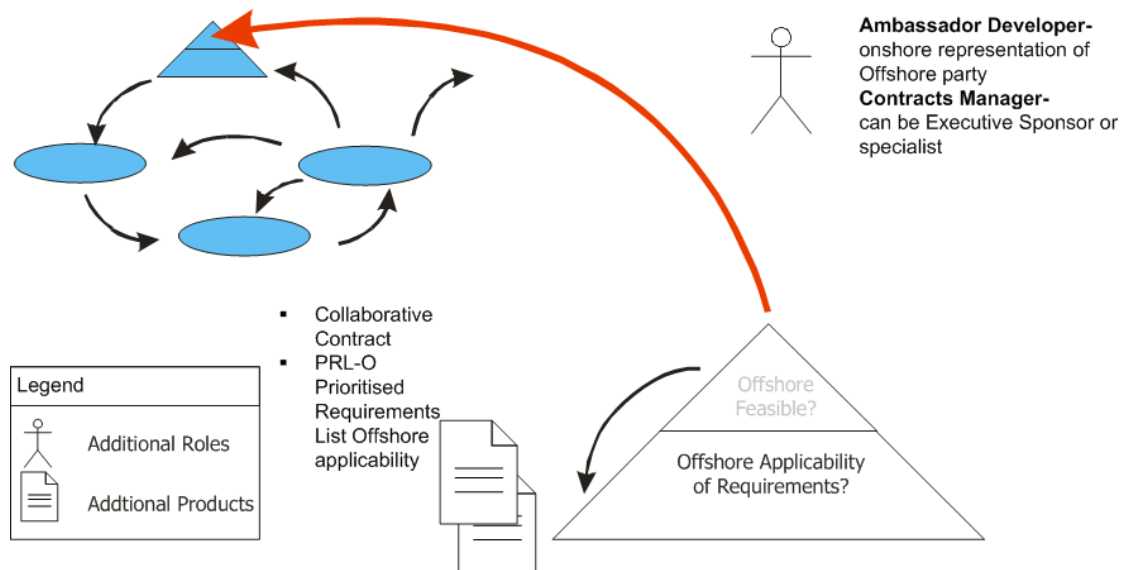 Ambassador Developer-
onshore representation of
Offshore party
Contracts Manager-
can be Executive Sponsor or
specialist
▪ Collaborative
Contract
▪ PRL-O
Prioritised
Requirements
List Offshore
applicability
Legend
Additional Roles
Addtional Products
Offshore
Feasible?
Offshore Applicability
of Requirements?